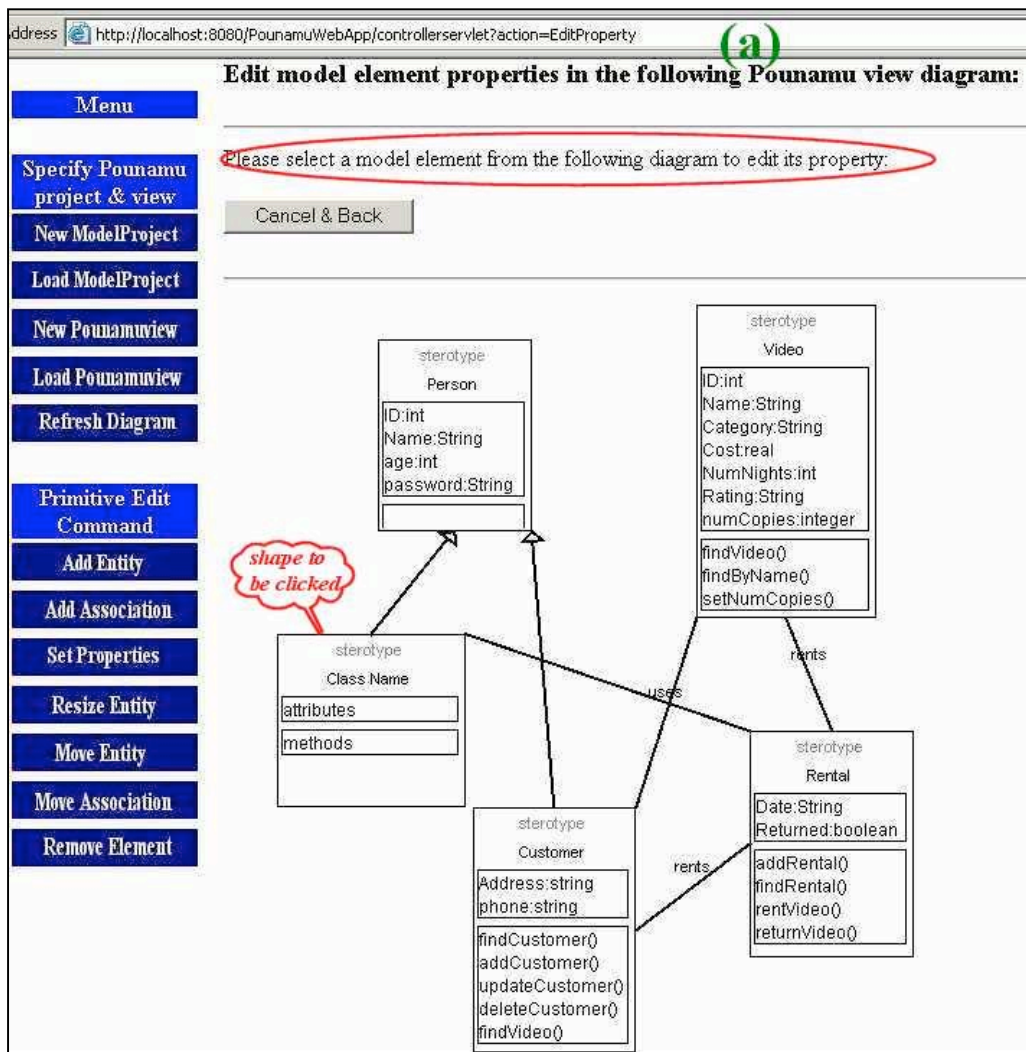 ddress http://localhost:8080/PounamuWebApp/controllerservlet?action=EditProperty
(a)
Edit model element properties in the following Pounamu view diagram:
Please select a model element from the following diagram to edit its property:
Cancel & Back
Menu
Specify Pounamu
project & view
New ModelProject
Load ModelProject
New Pounamuview
Load Pounamuview
Refresh Diagram
Primitive Edit
Command
Add Entity
Add Association
Set Properties
Resize Entity
Move Entity
Move Association
Remove Element
sterotype
Person
ID:int
Name:String
age:int
password:String
sterotype
Video
ID:int
Name:String
Category:String
Cost:real
NumNights:int
Rating:String
numCopies:integer
findVideo()
findByName()
setNumCopies()
shape to
be clicked
sterotype
Class Name
attributes
methods
uses
rents
sterotype
Rental
Date:String
Returned:boolean
addRental()
findRental()
rentVideo()
returnVideo()
rents
sterotype
Customer
Address:string
phone:string
findCustomer()
addCustomer()
updateCustomer()
deleteCustomer()
findVideo()